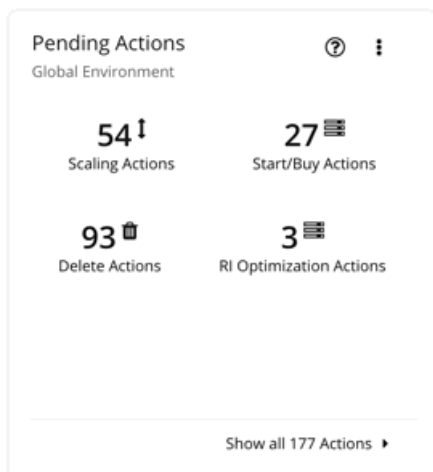 Pending Actions
Global Environment
54
Scaling Actions
27
Start/Buy Actions
93
Delete Actions
3
RI Optimization Actions
Show all 177 Actions